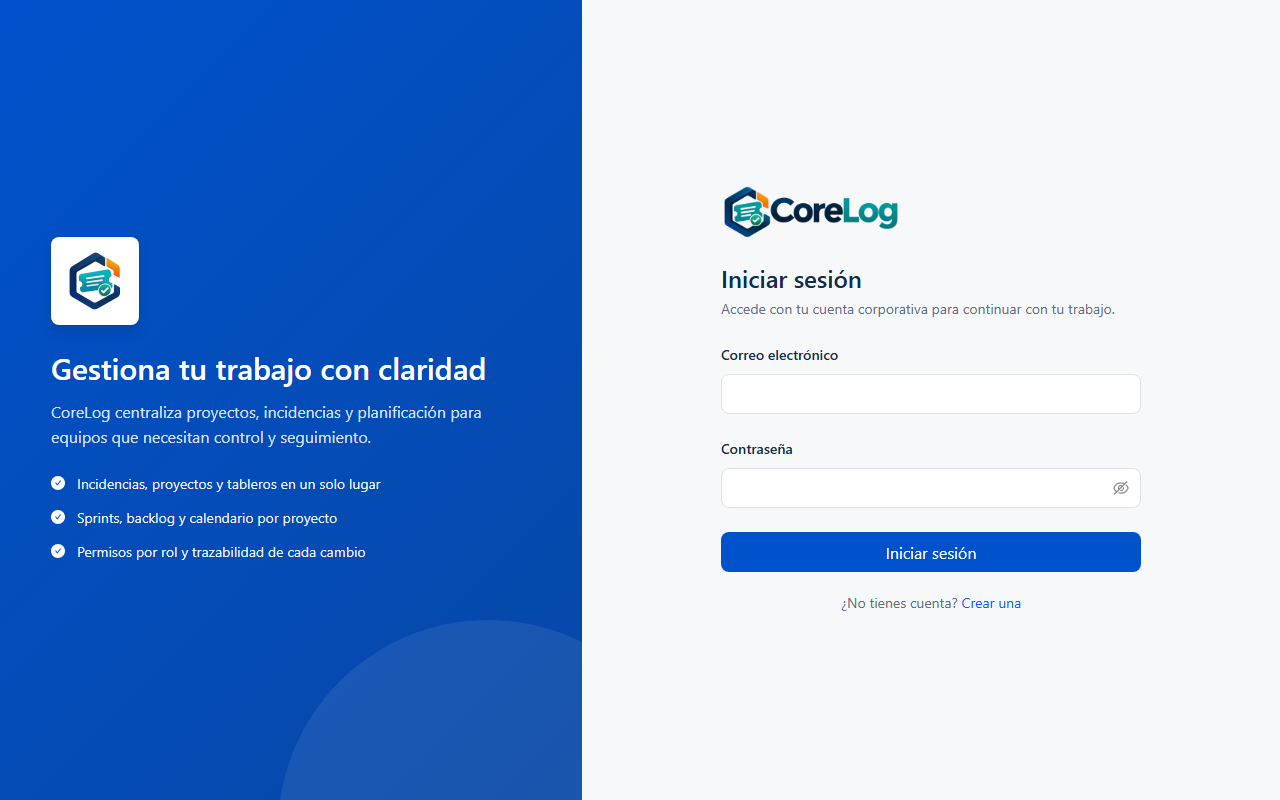 Gestiona tu trabajo con claridad
CoreLog centraliza proyectos, incidencias y planificación para
equipos que necesitan control y seguimiento.
Incidencias, proyectos y tableros en un solo lugar
Sprints, backlog y calendario por proyecto
Permisos por rol y trazabilidad de cada cambio
CoreLog
Iniciar sesión
Accede con tu cuenta corporativa para continuar con tu trabajo.
Correo electrónico
Contraseña
Iniciar sesión
¿No tienes cuenta? Crear una